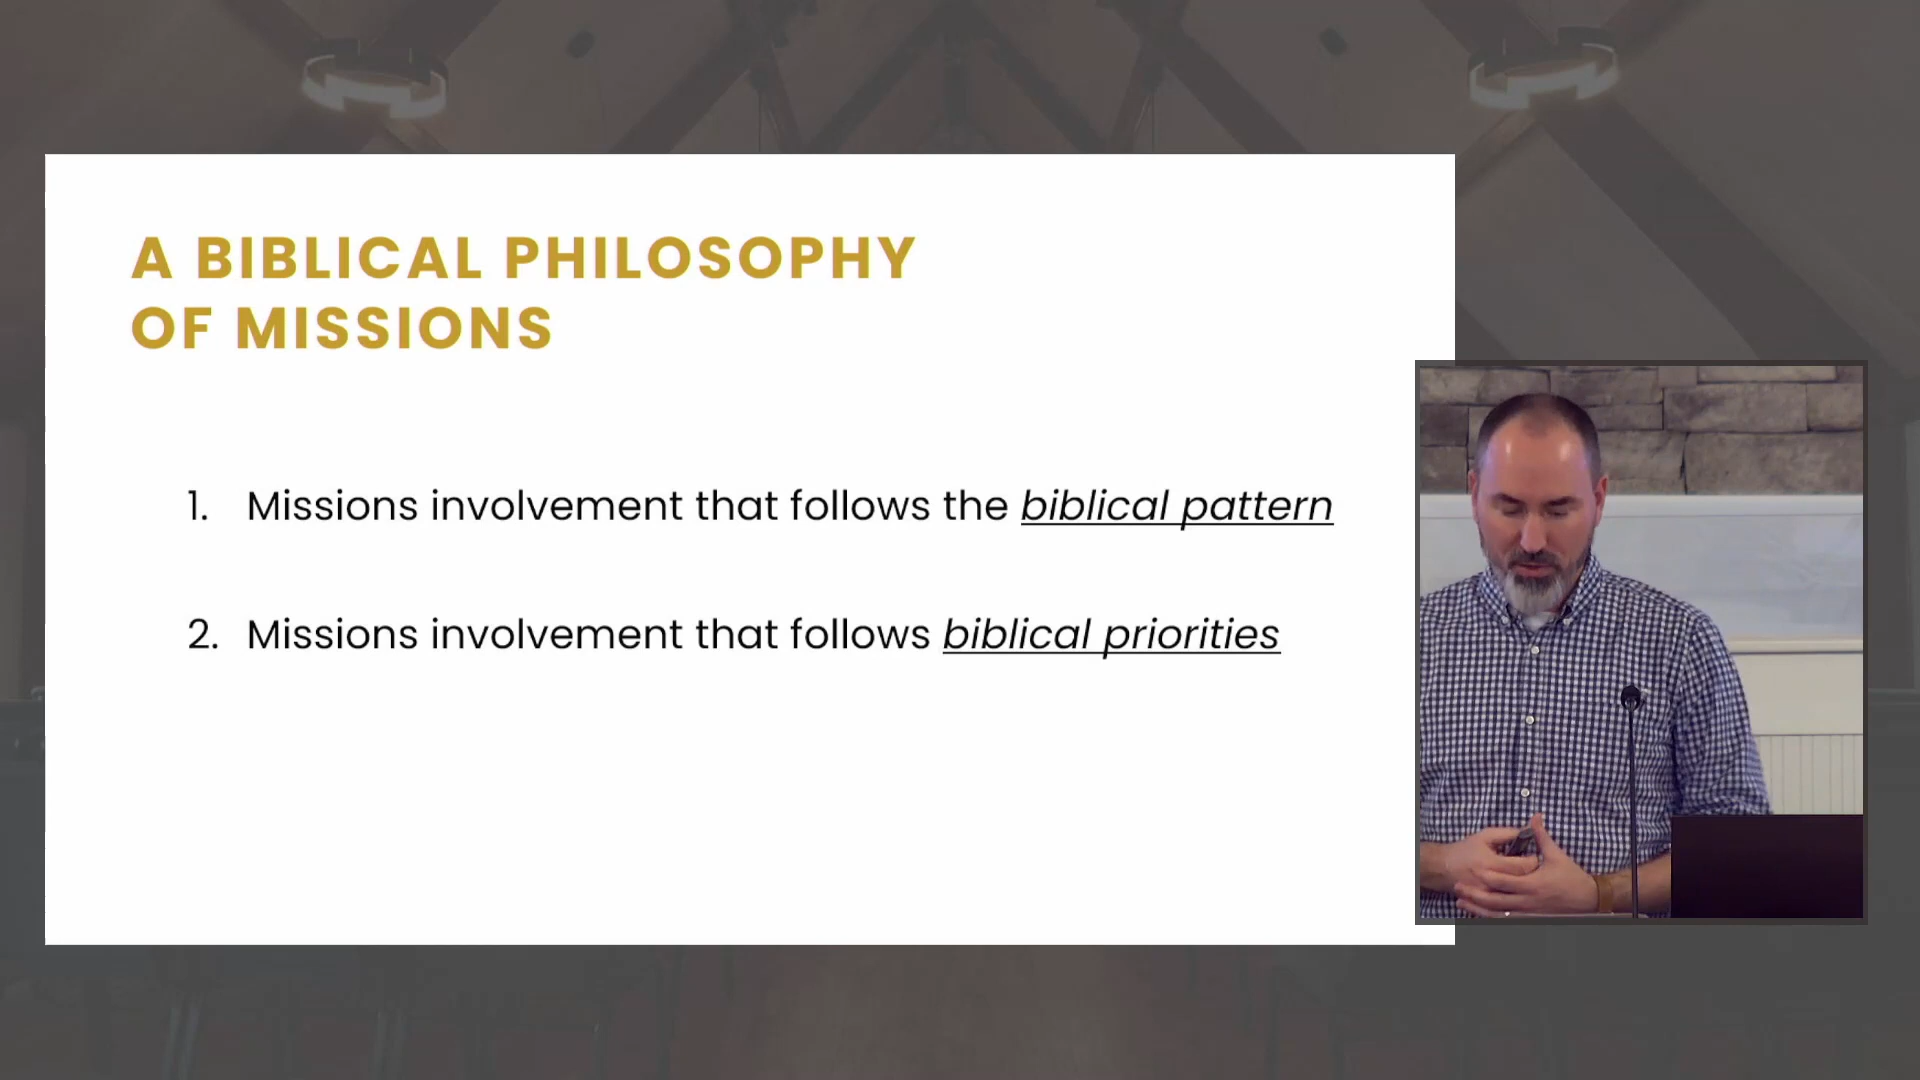 A BIBLICAL PHILOSOPHY
OF MISSIONS
1. Missions involvement that follows the biblical pattern
2. Missions involvement that follows biblical priorities